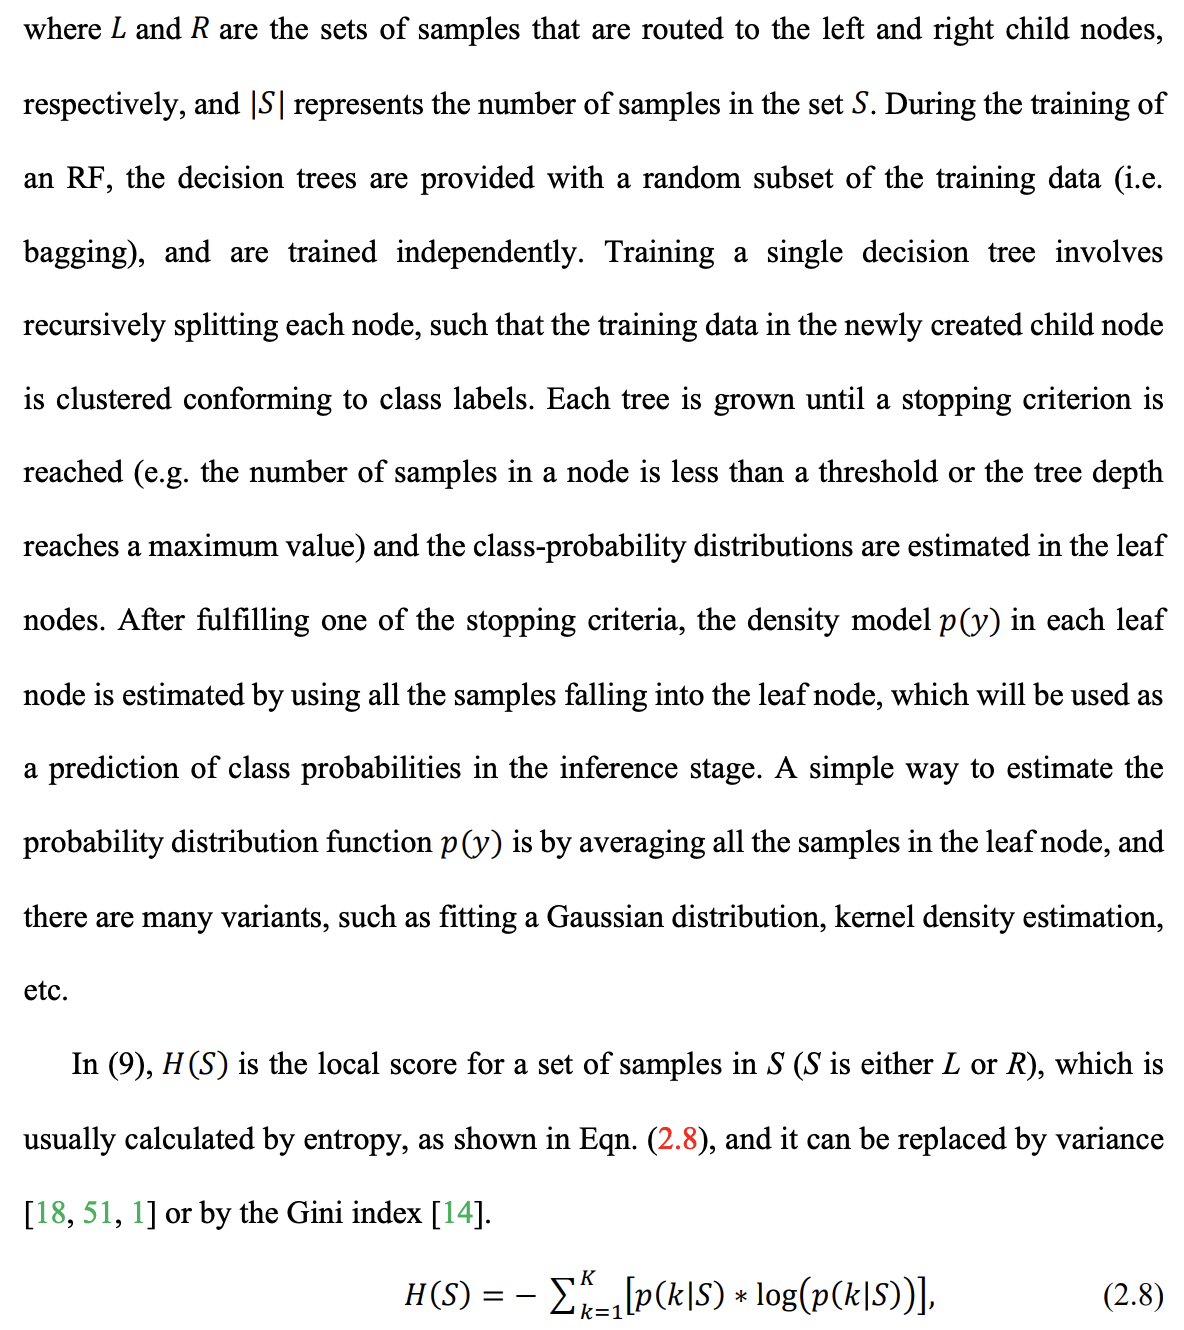 where L and R are the sets of samples that are routed to the left and right child nodes,
respectively, and |S| represents the number of samples in the set S. During the training of
an RF, the decision trees are provided with a random subset of the training data (i.e.
bagging), and are trained independently. Training a single decision tree involves
recursively splitting each node, such that the training data in the newly created child node
is clustered conforming to class labels. Each tree is grown until a stopping criterion is
reached (e.g. the number of samples in a node is less than a threshold or the tree depth
reaches a maximum value) and the class-probability distributions are estimated in the leaf
nodes. After fulfilling one of the stopping criteria, the density model p(y) in each leaf
node is estimated by using all the samples falling into the leaf node, which will be used as
a prediction of class probabilities in the inference stage. A simple way to estimate the
probability distribution function p(y) is by averaging all the samples in the leaf node, and
there are many variants, such as fitting a Gaussian distribution, kernel density estimation,
etc.
In (9), H(S) is the local score for a set of samples in S (S is either L or R), which is
usually calculated by entropy, as shown in Eqn. (2.8), and it can be replaced by variance
[18, 51, 1] or by the Gini index [14].
H(S) = − ∑_{k=1}^{K} [p(k|S) * log(p(k|S))], (2.8)